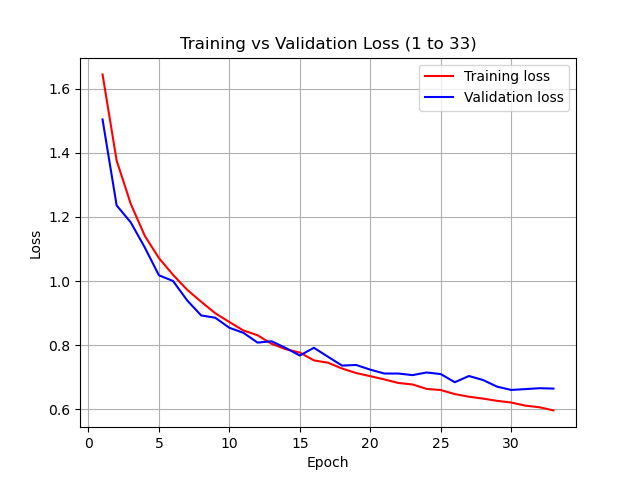 Training vs Validation Loss (1 to 33)
Training loss
Validation loss
Loss
1.6
1.4
1.2
1.0
0.8
0.6
0 5 10 15 20 25 30
Epoch